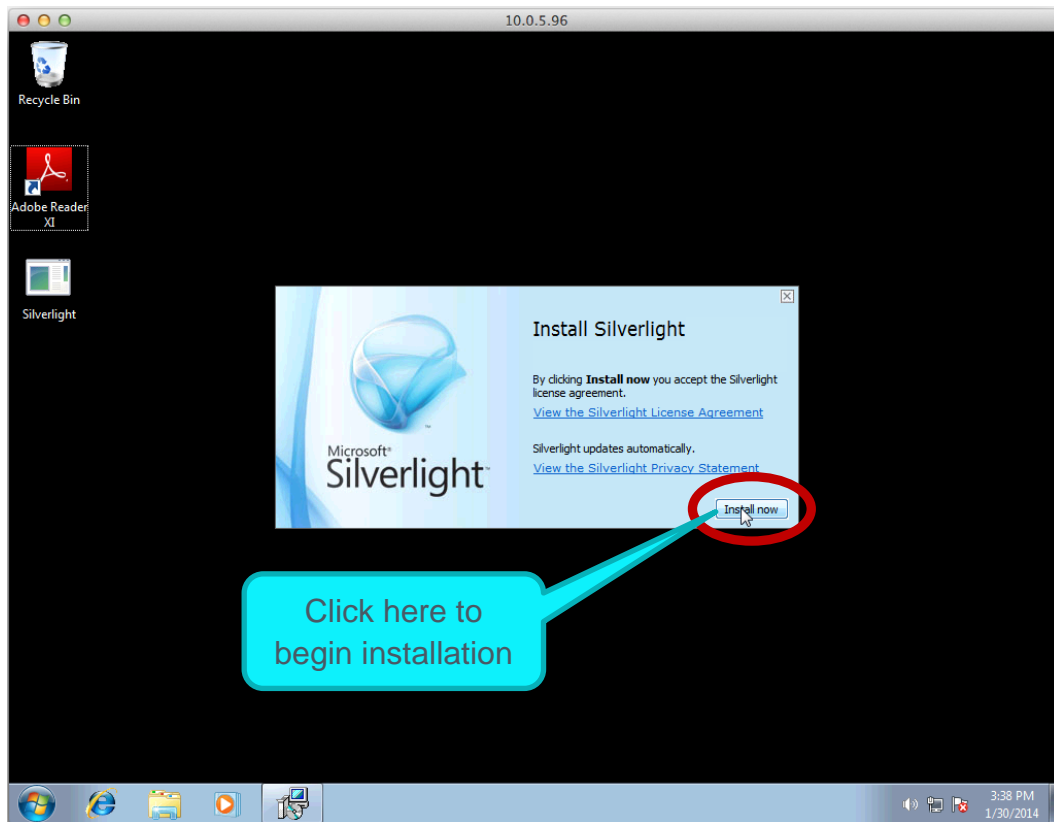 10.0.5.96
Recycle Bin
Adobe Reader
XI
Silverlight
Install Silverlight
By clicking Install now you accept the Silverlight
license agreement.
View the Silverlight License Agreement
Silverlight updates automatically.
View the Silverlight Privacy Statement
Microsoft®
Silverlight™
Install now
Click here to
begin installation
3:38 PM
1/30/2014